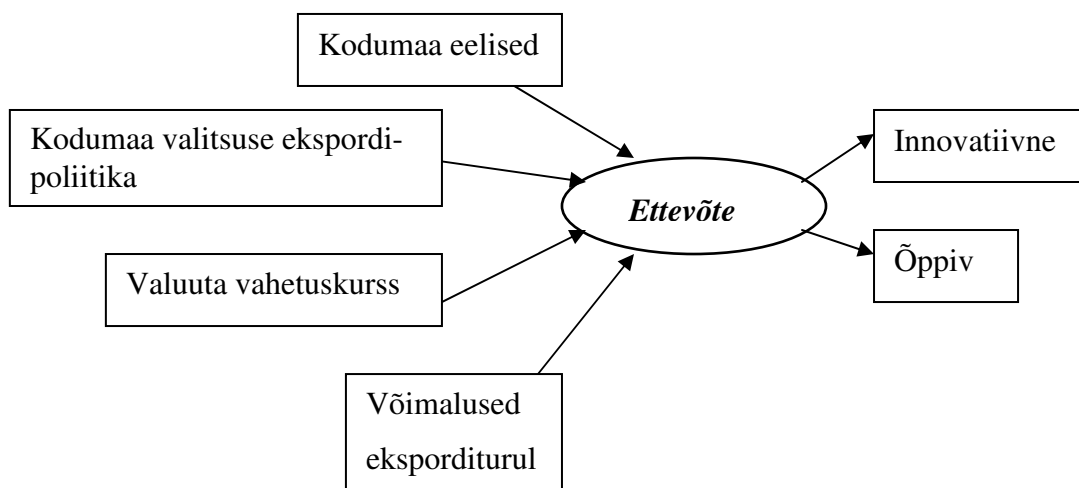 Kodumaa eelised
Kodumaa valitsuse ekspordi-
poliitika
Innovatiivne
Ettevõte
Õppiv
Valuuta vahetuskurss
Võimalused
eksporditurul